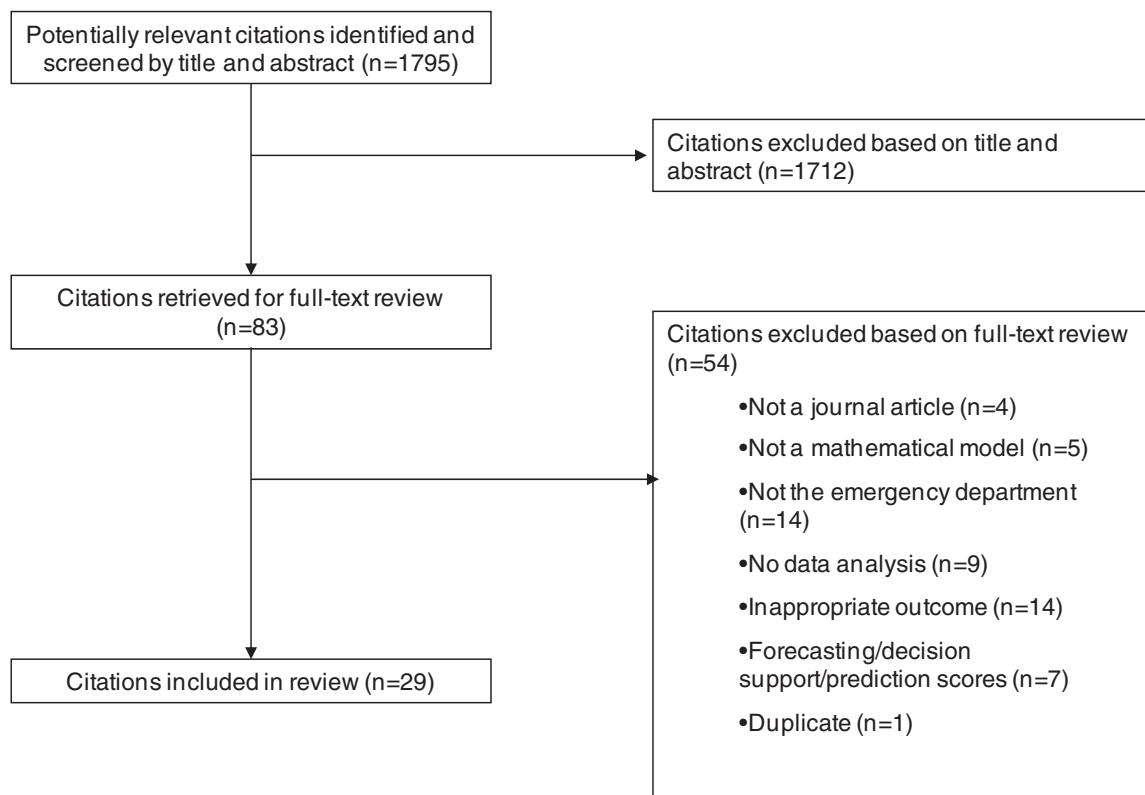 Potentially relevant citations identified and
screened by title and abstract (n=1795)
Citations excluded based on title and
abstract (n=1712)
Citations retrieved for full-text review
(n=83)
Citations excluded based on full-text review
(n=54)
•Not a journal article (n=4)
•Not a mathematical model (n=5)
•Not the emergency department
(n=14)
•No data analysis (n=9)
•Inappropriate outcome (n=14)
•Forecasting/decision
support/prediction scores (n=7)
•Duplicate (n=1)
Citations included in review (n=29)